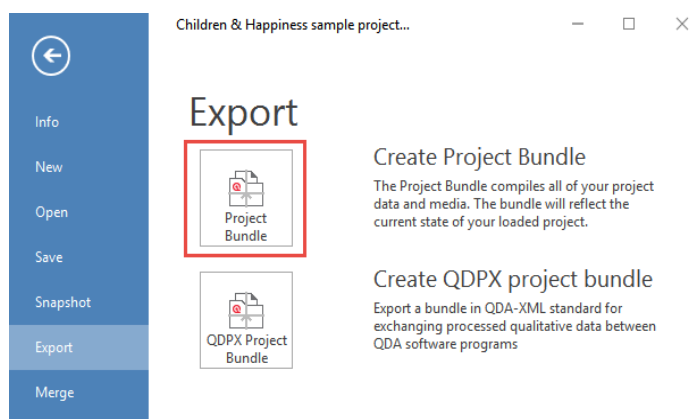 Children & Happiness sample project...
Info
New
Open
Save
Snapshot
Export
Merge
Export
Project
Bundle
Create Project Bundle
The Project Bundle compiles all of your project
data and media. The bundle will reflect the
current state of your loaded project.
QDPX Project
Bundle
Create QDPX project bundle
Export a bundle in QDA-XML standard for
exchanging processed qualitative data between
QDA software programs